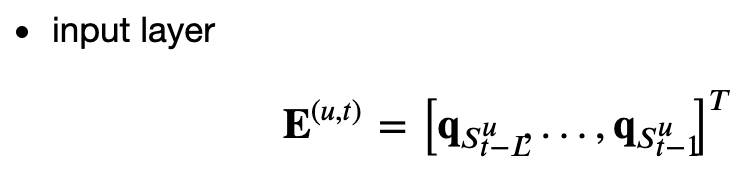 • input layer
𝐄^{(u,t)} = [𝐪_{S^u_{t−L}}, . . . , 𝐪_{S^u_{t−1}}]^T